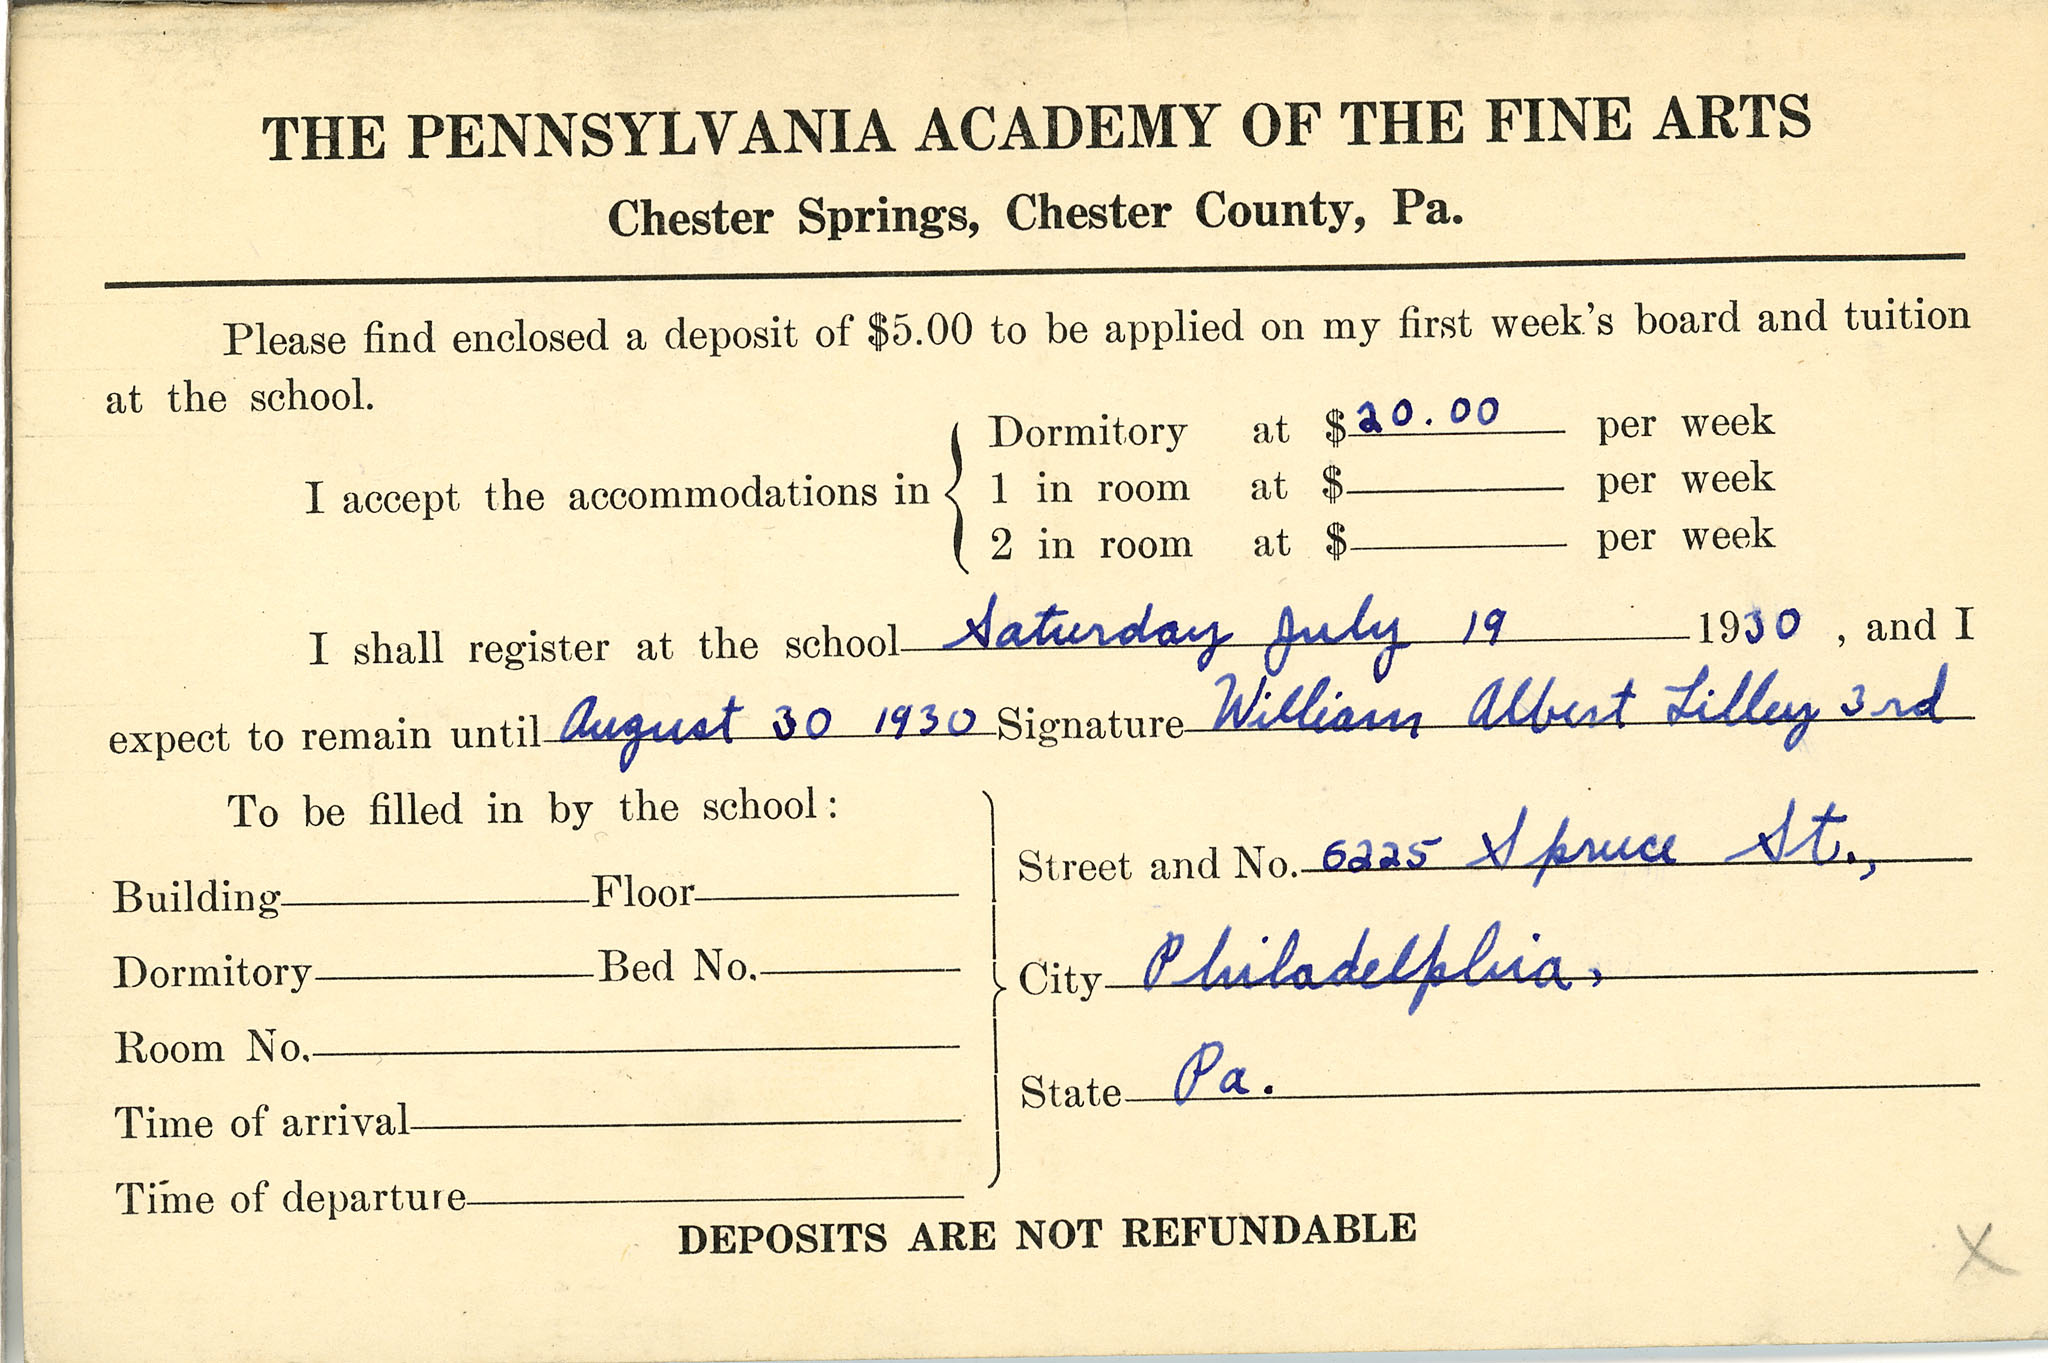 THE PENNSYLVANIA ACADEMY OF THE FINE ARTS
Chester Springs, Chester County, Pa.
Please find enclosed a deposit of $5.00 to be applied on my first week's board and tuition
at the school.
I accept the accommodations in
Dormitory at $20.00 per week
1 in room at $ per week
2 in room at $ per week
I shall register at the school Saturday July 19 1930, and I
expect to remain until August 30 1930 Signature William Albert Lilley 3rd
To be filled in by the school:
Building Floor
Dormitory Bed No.
Room No.
Time of arrival
Time of departure
Street and No. 6225 Spruce St.,
City Philadelphia,
State Pa.
DEPOSITS ARE NOT REFUNDABLE
X